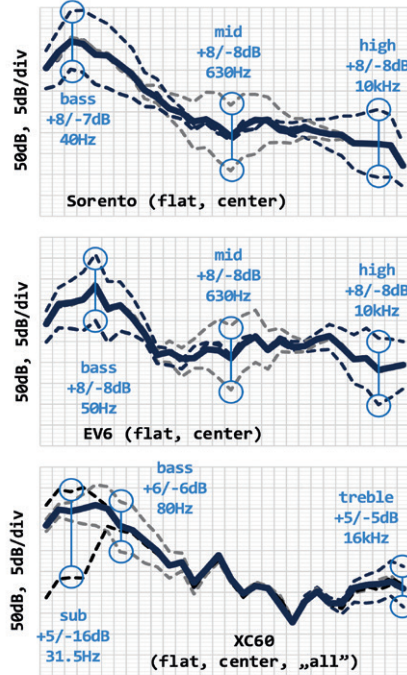 50dB, 5dB/div
bass
+8/-7dB
40Hz
mid
+8/-8dB
630Hz
high
+8/-8dB
10kHz
Sorento (flat, center)
50dB, 5dB/div
bass
+8/-8dB
50Hz
mid
+8/-8dB
630Hz
high
+8/-8dB
10kHz
EV6 (flat, center)
50dB, 5dB/div
sub
+5/-16dB
31.5Hz
bass
+6/-6dB
80Hz
treble
+5/-5dB
16kHz
XC60
(flat, center, „all”)